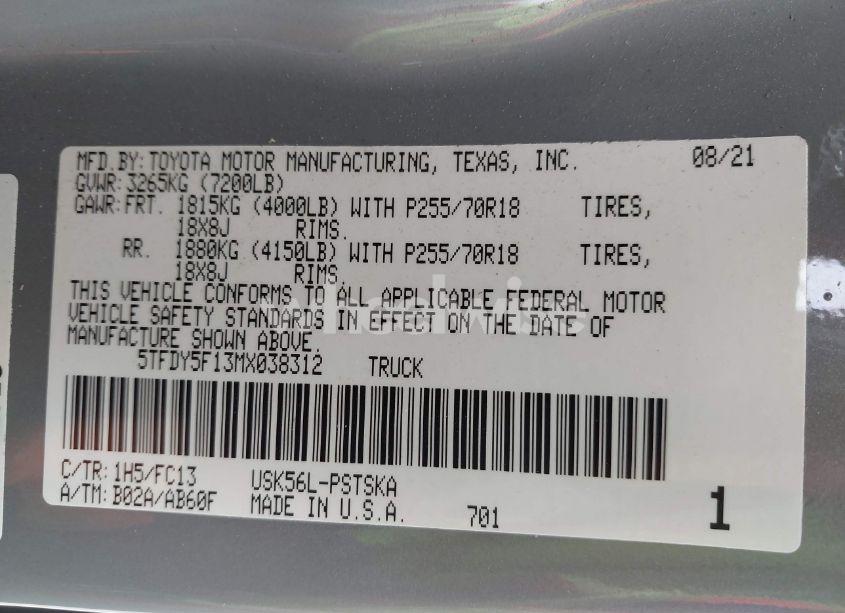 MFD.BY: TOYOTA MOTOR MANUFACTURING, TEXAS, INC. 08/21
GVWR: 3265KG (7200LB)
GAWR: FRT. 1815KG (4000LB) WITH P255/70R18 TIRES,
18X8J RIMS.
RR. 1880KG (4150LB) WITH P255/70R18 TIRES,
18X8J RIMS.
THIS VEHICLE CONFORMS TO ALL APPLICABLE FEDERAL MOTOR
VEHICLE SAFETY STANDARDS IN EFFECT ON THE DATE OF
MANUFACTURE SHOWN ABOVE.
5TFDY5F13MX038312 TRUCK
C/TR: 1H5/FC13 USK56L-PSTSKA
A/TM: B02A/AB60F MADE IN U.S.A. 701 1